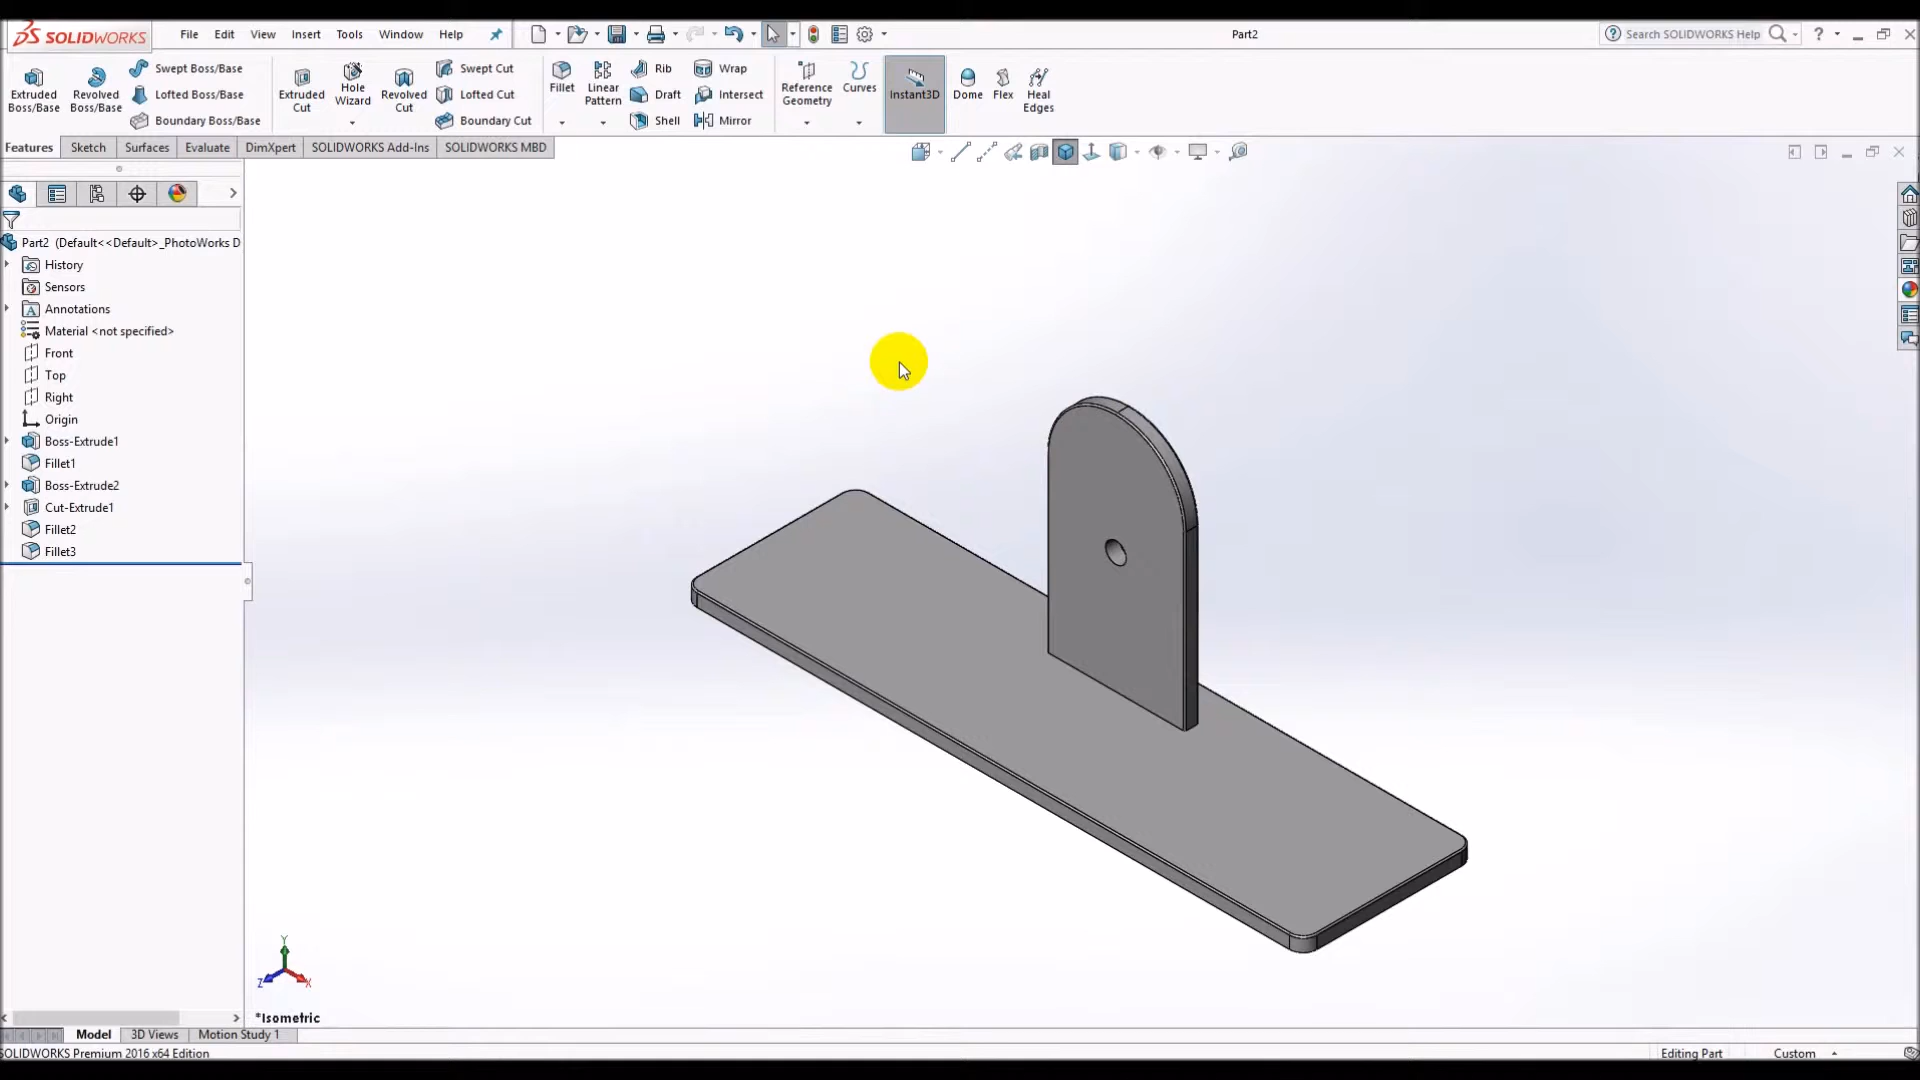 SOLIDWORKS File Edit View Insert Tools Window Help Part2 Search SOLIDWORKS Help
Extruded Boss/Base
Revolved Boss/Base
Swept Boss/Base
Lofted Boss/Base
Boundary Boss/Base
Extruded Cut
Hole Wizard
Revolved Cut
Swept Cut
Lofted Cut
Boundary Cut
Fillet
Linear Pattern
Rib
Draft
Shell
Wrap
Intersect
Mirror
Reference Geometry
Curves
Instant3D
Dome
Flex
Heal Edges
Features Sketch Surfaces Evaluate DimXpert SOLIDWORKS Add-Ins SOLIDWORKS MBD
Part2 (Default<<Default>_PhotoWorks D
History
Sensors
Annotations
Material <not specified>
Front
Top
Right
Origin
Boss-Extrude1
Fillet1
Boss-Extrude2
Cut-Extrude1
Fillet2
Fillet3
Y
Z X
*Isometric
Model 3D Views Motion Study 1
SOLIDWORKS Premium 2016 x64 Edition Editing Part Custom